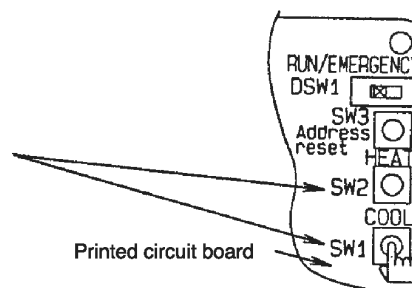 RUN/EMERGENC
DSW1
SW3
Address
reset
HEAT
SW2
COOL
SW1
Printed circuit board